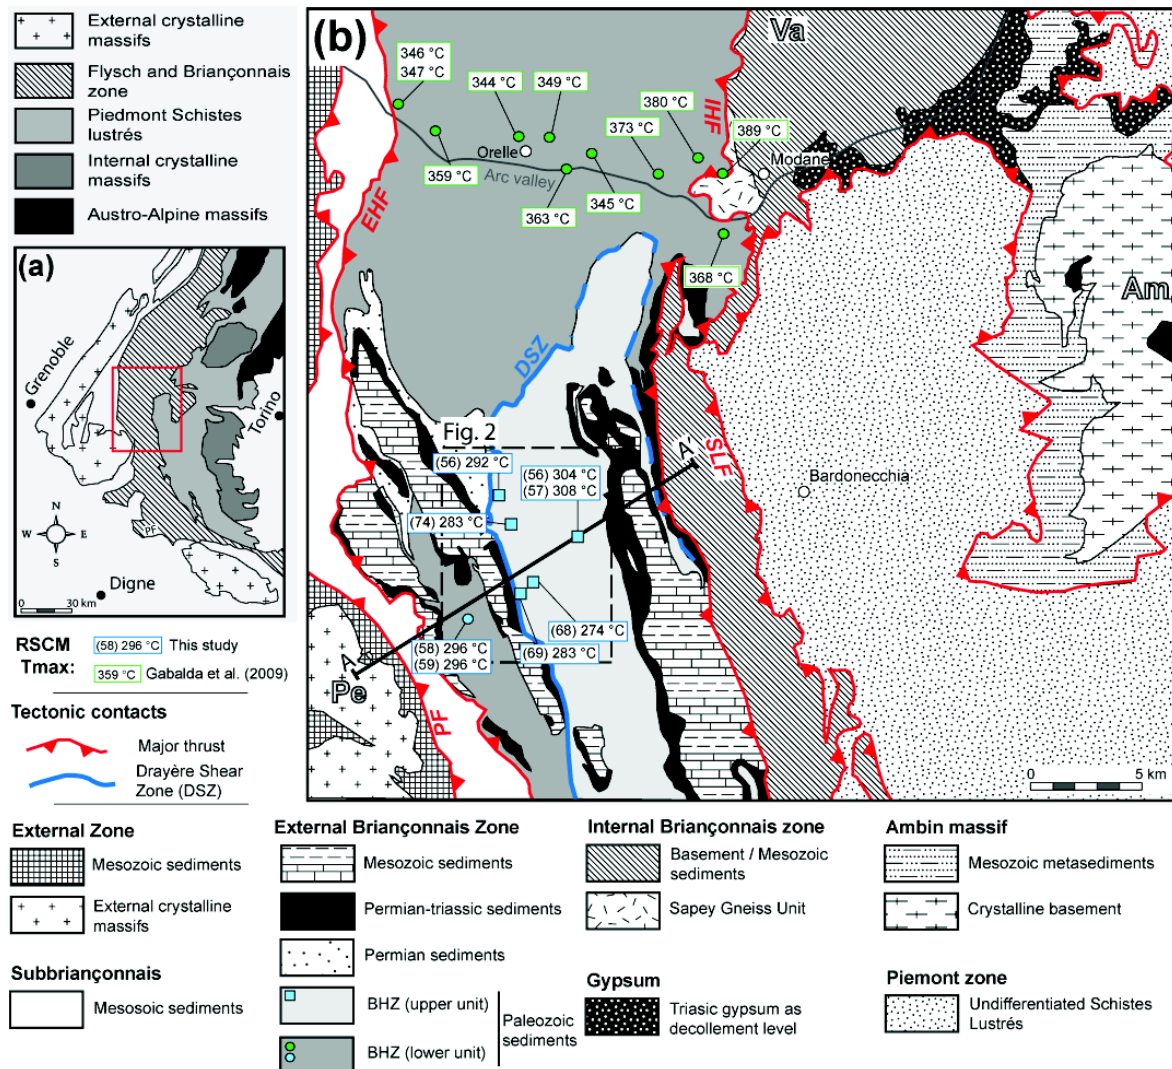 External crystalline
massifs
Flysch and Briançonnais
zone
Piedmont Schistes
lustrés
Internal crystalline
massifs
Austro-Alpine massifs
(a)
Grenoble
Torino
PF
N
W
E
S
Digne
0
30 km
RSCM
Tmax:
(58) 296 °C
This study
359 °C
Gabalda et al. (2009)
Tectonic contacts
Major thrust
Drayère Shear
Zone (DSZ)
(b)
Va
346 °C
347 °C
344 °C
349 °C
380 °C
IHF
373 °C
389 °C
Orelle
Modane
359 °C
Arc valley
345 °C
363 °C
EHF
368 °C
Am
DSZ
Fig. 2
SLF
A'
(56) 292 °C
(56) 304 °C
(57) 308 °C
Bardonecchia
(74) 283 °C
(68) 274 °C
(58) 296 °C
(59) 296 °C
(69) 283 °C
A
Pe
PF
0
5 km
External Zone
Mesozoic sediments
External crystalline
massifs
Subbriançonnais
Mesosoic sediments
External Briançonnais Zone
Mesozoic sediments
Permian-triassic sediments
Permian sediments
BHZ (upper unit)
BHZ (lower unit)
Paleozoic
sediments
Internal Briançonnais zone
Basement / Mesozoic
sediments
Sapey Gneiss Unit
Gypsum
Triasic gypsum as
decollement level
Ambin massif
Mesozoic metasediments
Crystalline basement
Piemont zone
Undifferentiated Schistes
Lustrés